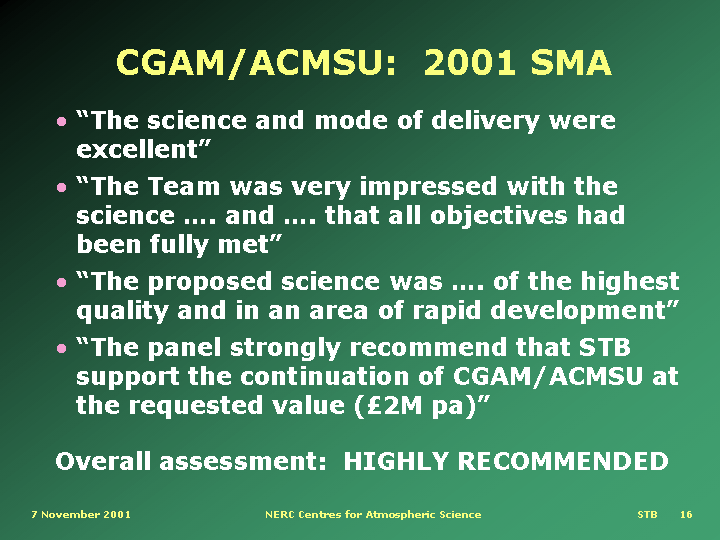 CGAM/ACMSU: 2001 SMA
• “The science and mode of delivery were
excellent”
• “The Team was very impressed with the
science .... and .... that all objectives had
been fully met”
• “The proposed science was .... of the highest
quality and in an area of rapid development”
• “The panel strongly recommend that STB
support the continuation of CGAM/ACMSU at
the requested value (£2M pa)”
Overall assessment: HIGHLY RECOMMENDED
7 November 2001 NERC Centres for Atmospheric Science STB 16